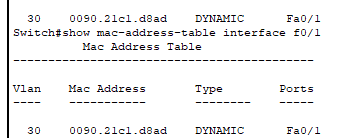 30    0090.21c1.d8ad    DYNAMIC     Fa0/1
Switch#show mac-address-table interface f0/1
          Mac Address Table
-------------------------------------------
Vlan    Mac Address       Type        Ports
----    -----------       --------    -----
30    0090.21c1.d8ad    DYNAMIC     Fa0/1